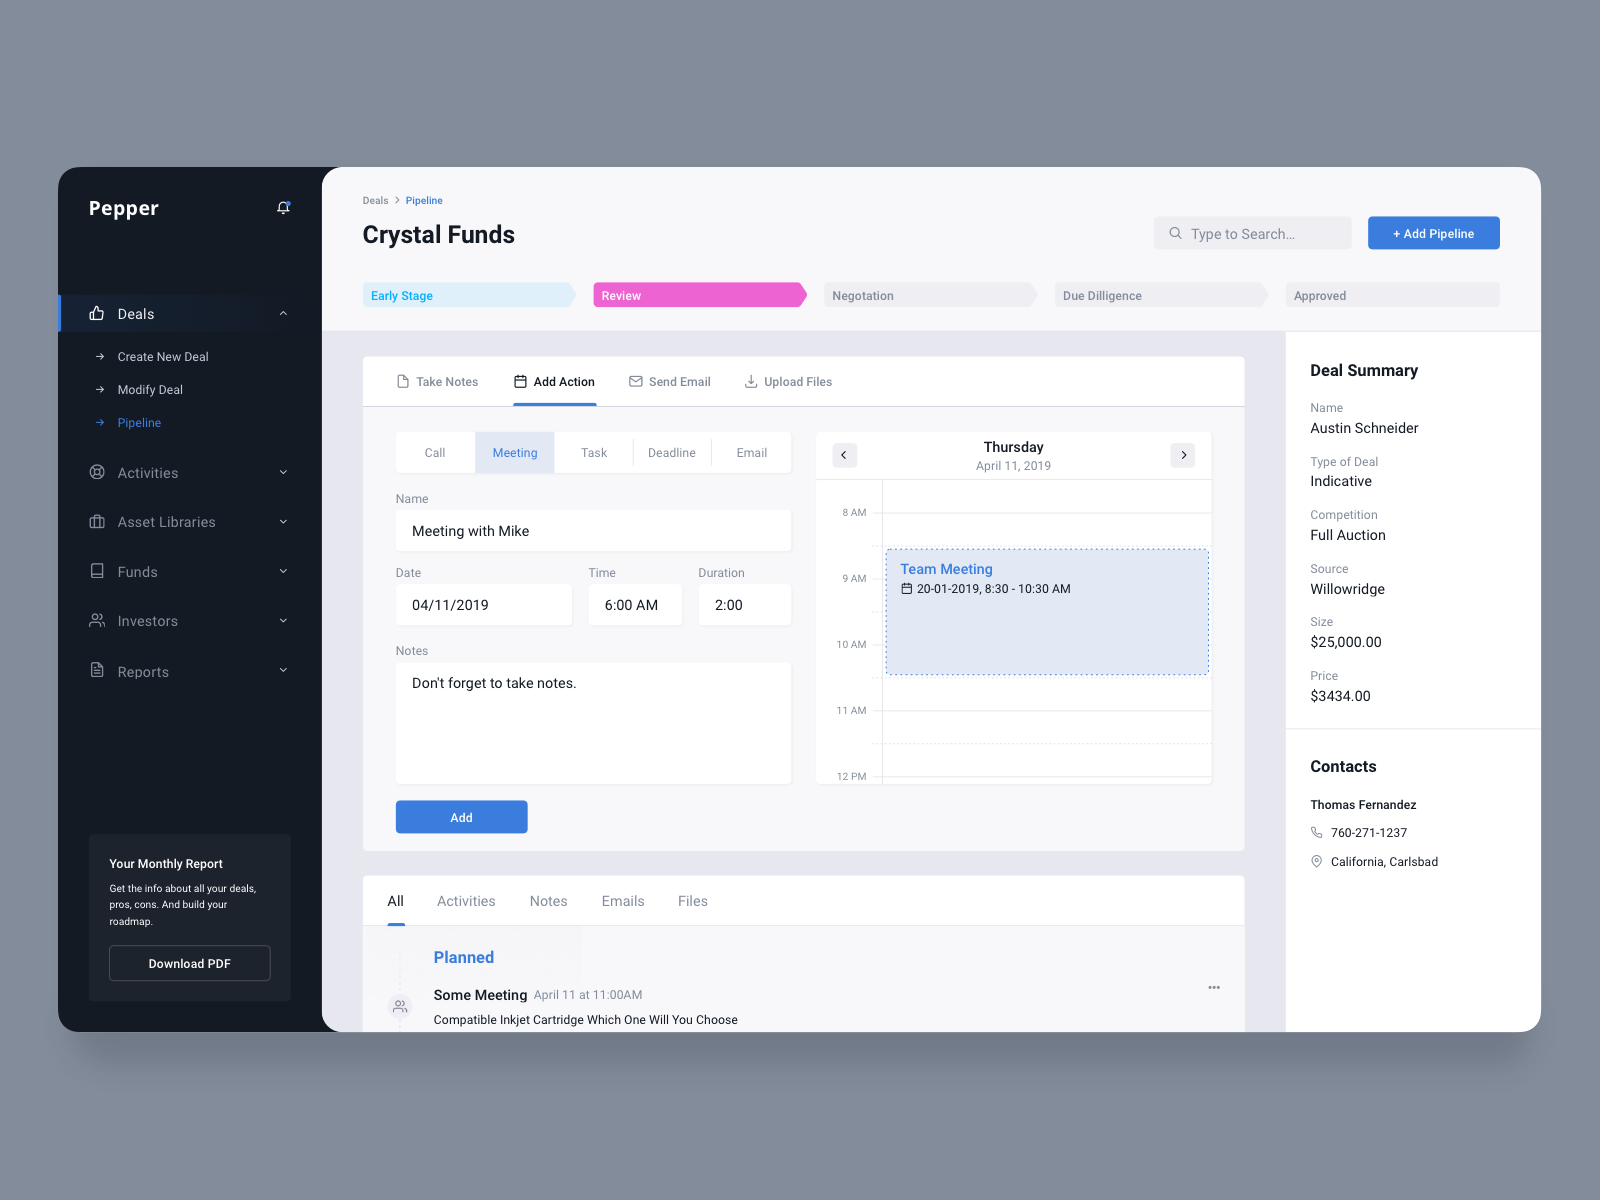 Pepper
Deals
Create New Deal
Modify Deal
Pipeline
Activities
Asset Libraries
Funds
Investors
Reports
Your Monthly Report
Get the info about all your deals,
pros, cons. And build your
roadmap.
Download PDF
Deals > Pipeline
Crystal Funds
Type to Search...
+ Add Pipeline
Early Stage
Review
Negotation
Due Dilligence
Approved
Take Notes
Add Action
Send Email
Upload Files
Call
Meeting
Task
Deadline
Email
Name
Meeting with Mike
Date
Time
Duration
04/11/2019
6:00 AM
2:00
Notes
Don't forget to take notes.
Add
Thursday
April 11, 2019
8 AM
9 AM
10 AM
11 AM
12 PM
Team Meeting
20-01-2019, 8:30 - 10:30 AM
All
Activities
Notes
Emails
Files
Planned
Some Meeting April 11 at 11:00AM
Compatible Inkjet Cartridge Which One Will You Choose
Deal Summary
Name
Austin Schneider
Type of Deal
Indicative
Competition
Full Auction
Source
Willowridge
Size
$25,000.00
Price
$3434.00
Contacts
Thomas Fernandez
760-271-1237
California, Carlsbad